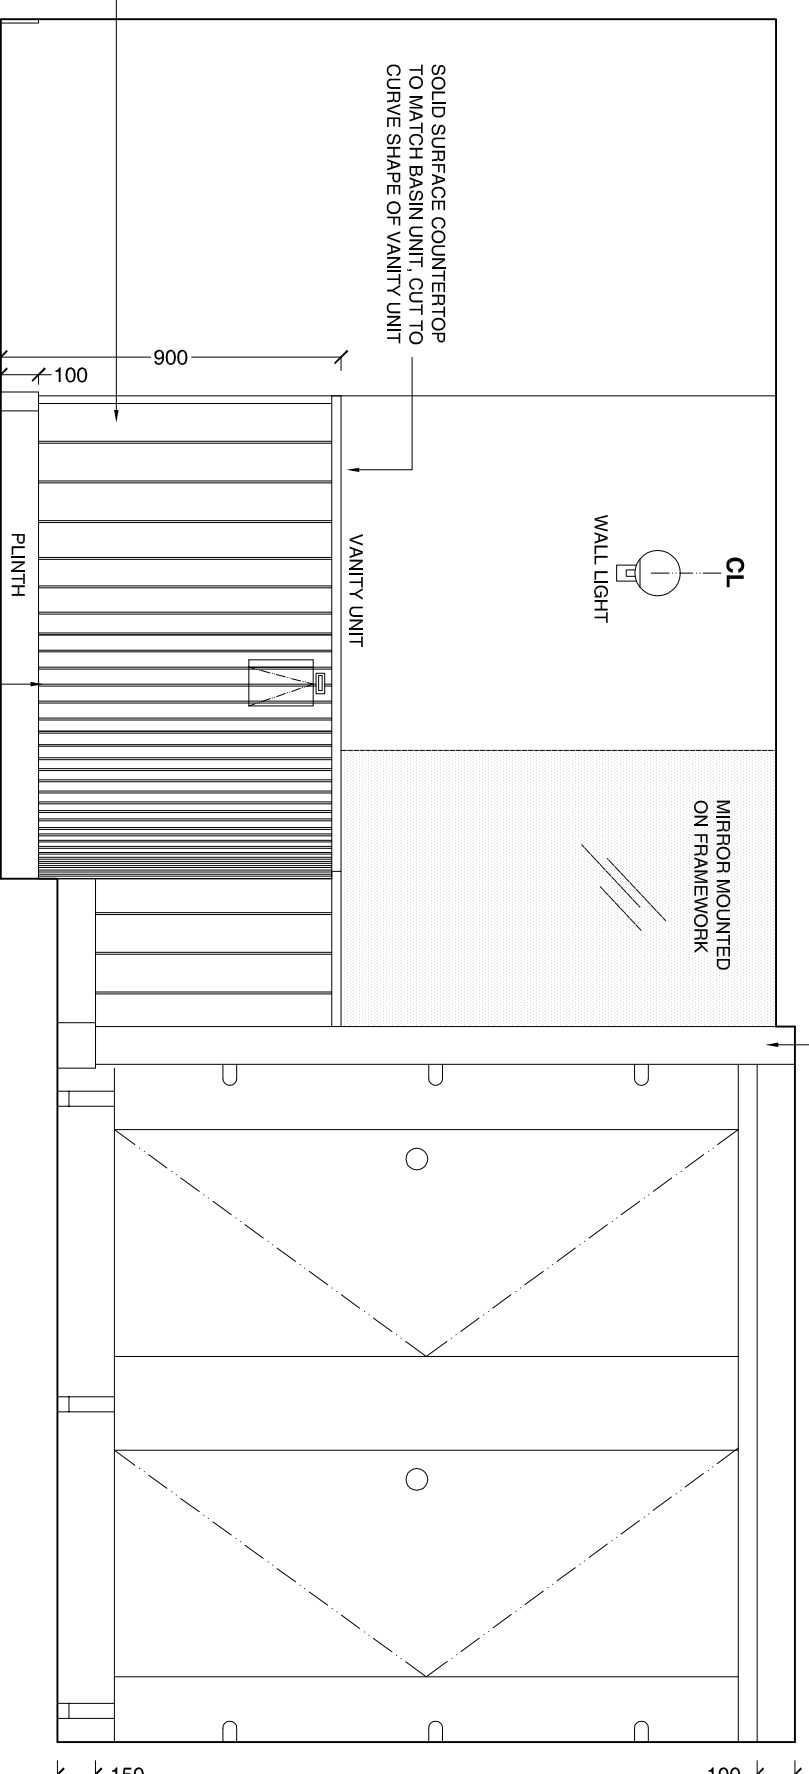 SOLID SURFACE COUNTERTOP
TO MATCH BASIN UNIT, CUT TO
CURVE SHAPE OF VANITY UNIT
900
100
CL
WALL LIGHT
VANITY UNIT
PLINTH
MIRROR MOUNTED
ON FRAMEWORK
150
100